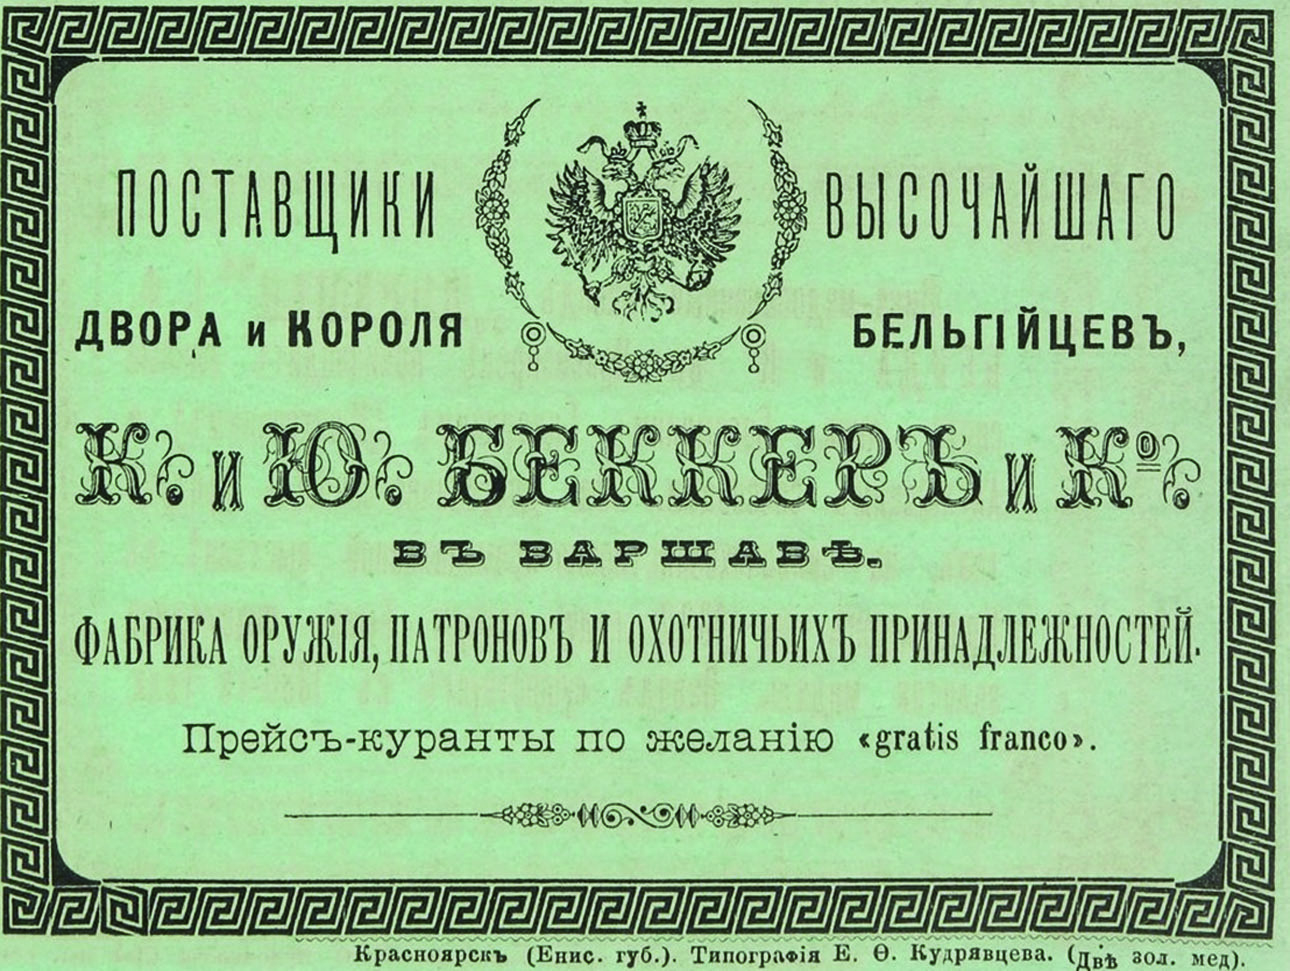 ПОСТАВЩИКИ ВЫСОЧАЙШАГО
ДВОРА и КОРОЛЯ БЕЛЬГІЙЦЕВЪ,
К. и Ю. БЕККЕРЪ и Ко.
ВЪ ВАРШАВѢ.
ФАБРИКА ОРУЖІЯ, ПАТРОНОВЪ И ОХОТНИЧЬИХЪ ПРИНАДЛЕЖНОСТЕЙ.
Прейсъ-куранты по желанію «gratis franco».
Красноярскъ (Енис. губ.). Типографія Е. Ѳ. Кудрявцева. (Двѣ зол. мед).